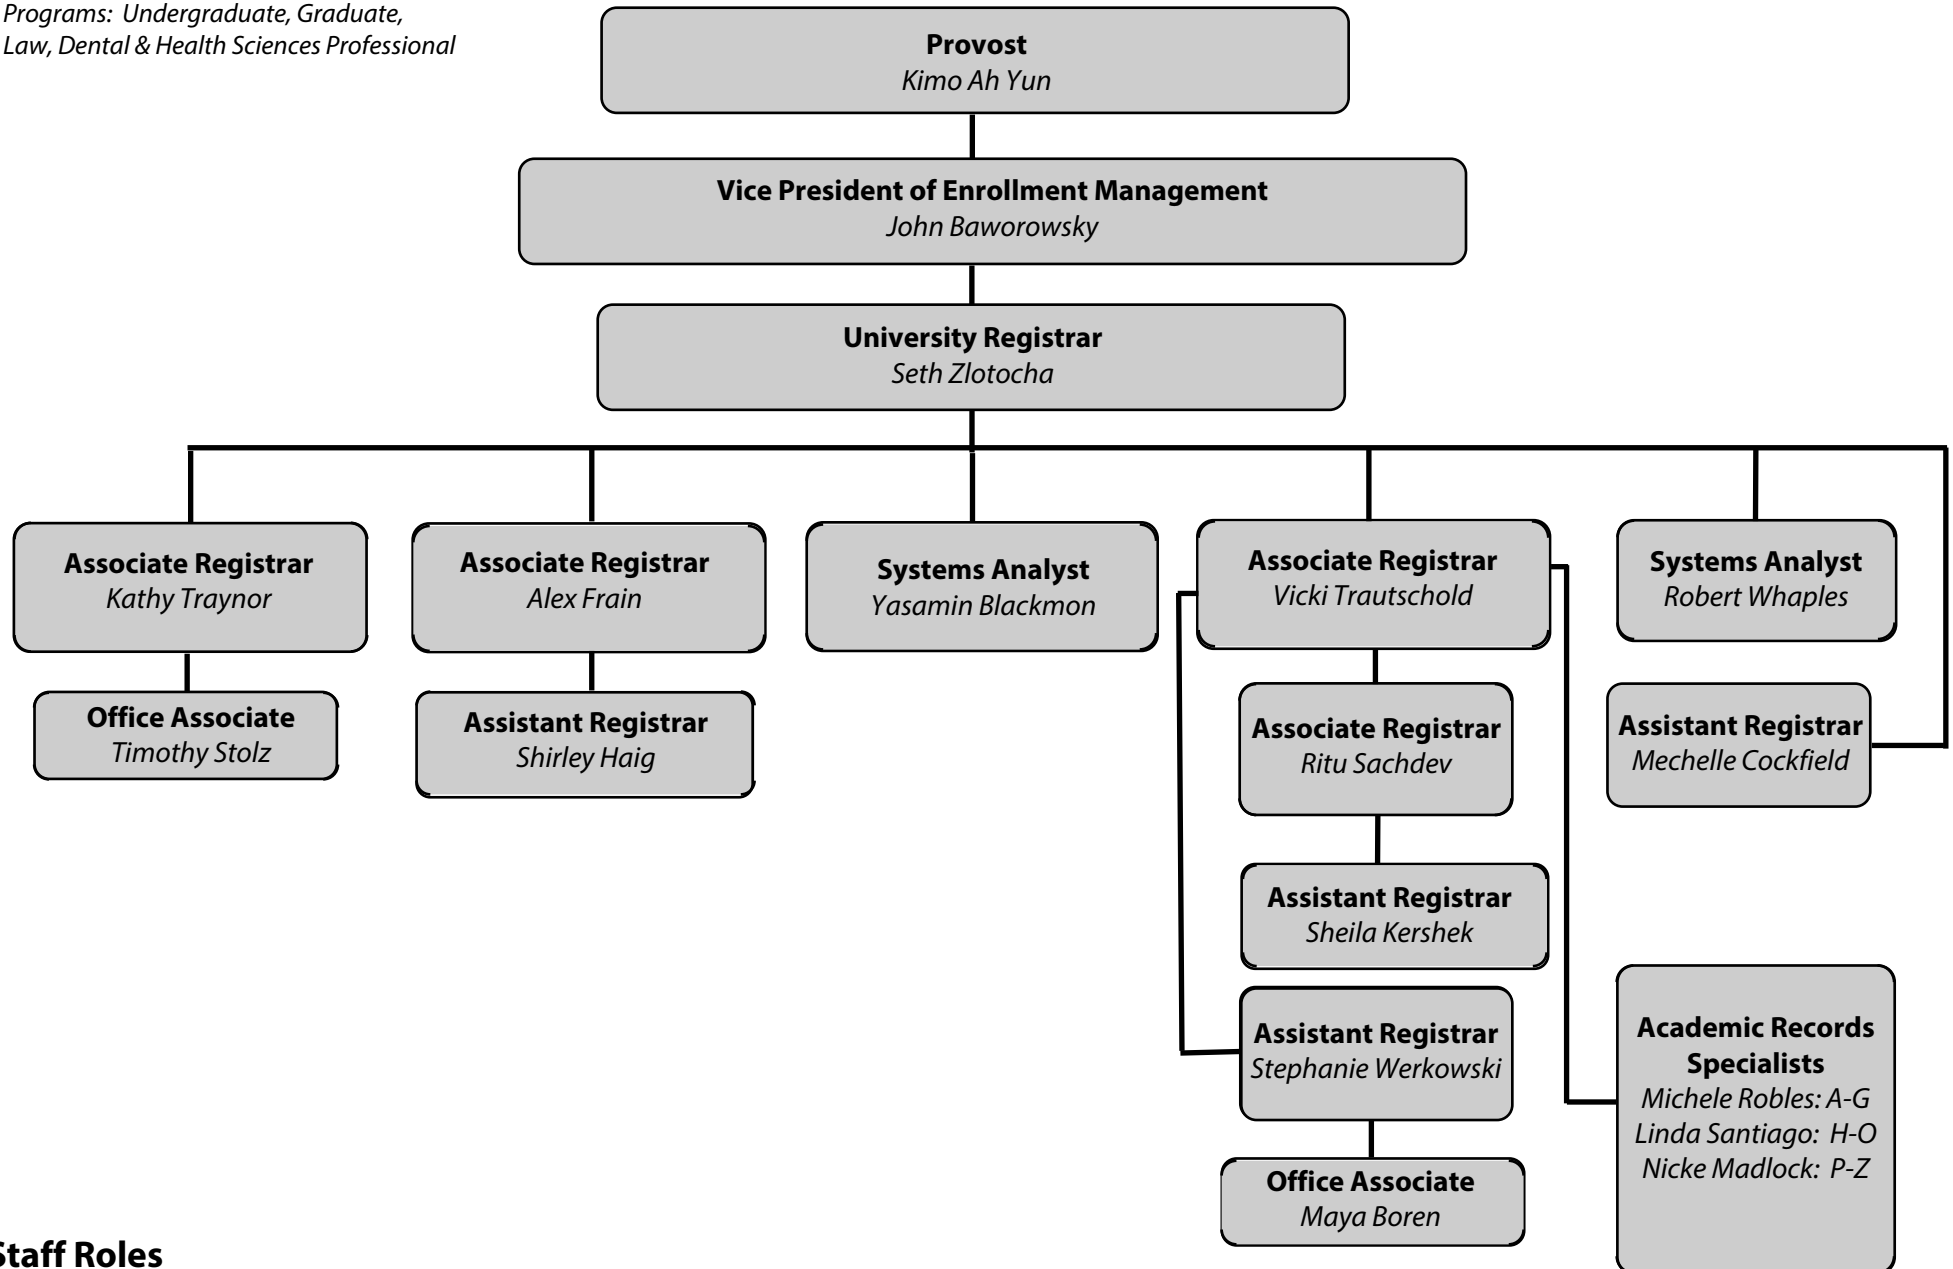 Programs: Undergraduate, Graduate,
Law, Dental & Health Sciences Professional
Provost
Kimo Ah Yun
Vice President of Enrollment Management
John Baworowsky
University Registrar
Seth Zlotocha
Associate Registrar
Kathy Traynor
Associate Registrar
Alex Frain
Systems Analyst
Yasamin Blackmon
Associate Registrar
Vicki Trautschold
Systems Analyst
Robert Whaples
Office Associate
Timothy Stolz
Assistant Registrar
Shirley Haig
Associate Registrar
Ritu Sachdev
Assistant Registrar
Mechelle Cockfield
Assistant Registrar
Sheila Kershek
Assistant Registrar
Stephanie Werkowski
Academic Records
Specialists
Michele Robles: A-G
Linda Santiago: H-O
Nicke Madlock: P-Z
Office Associate
Maya Boren
Staff Roles